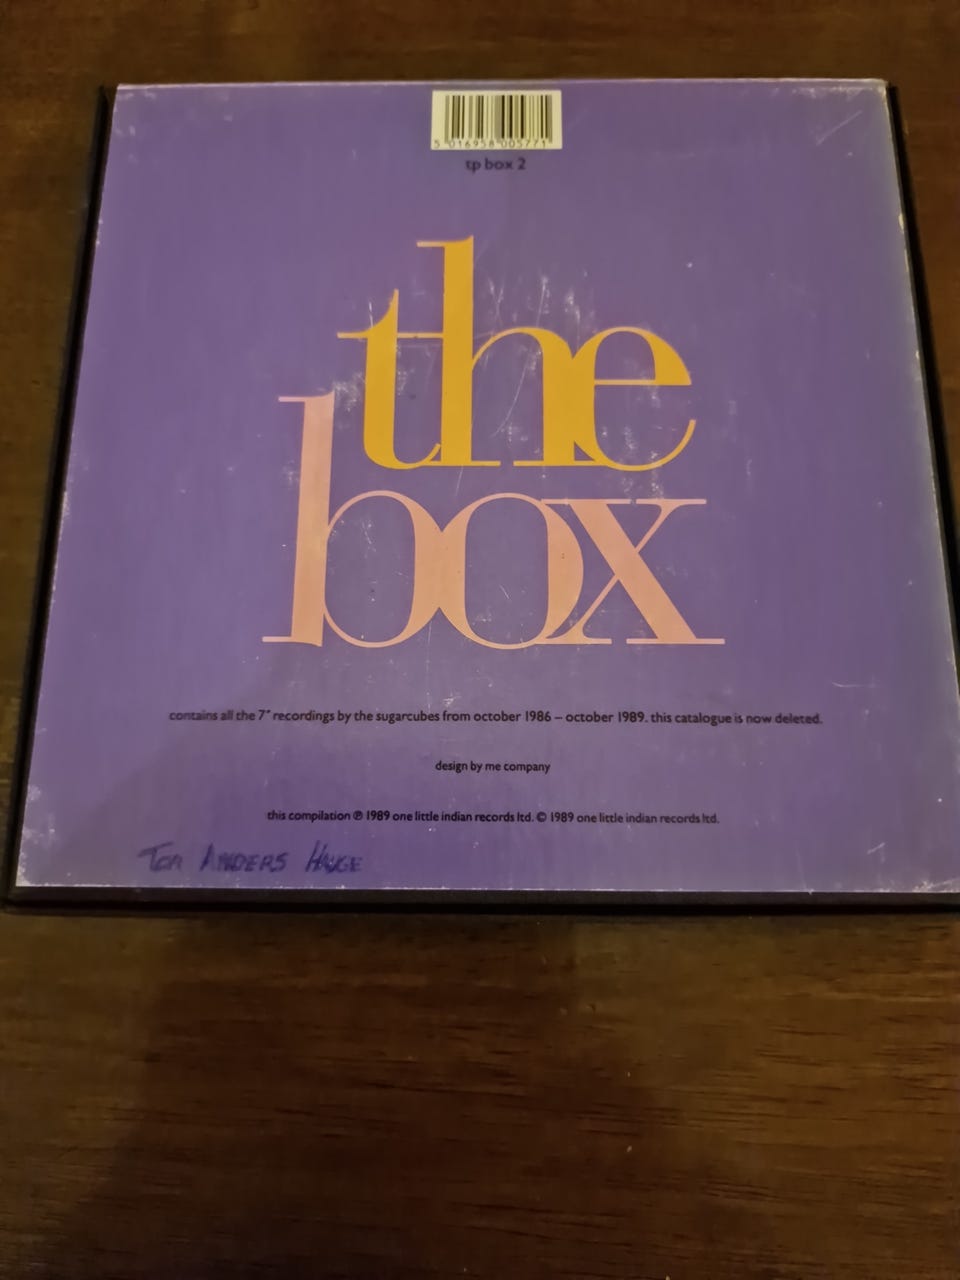 5 016958 005771
tp box 2
the
box
contains all the 7" recordings by the sugarcubes from october 1986 – october 1989. this catalogue is now deleted.
design by me company
this compilation ℗ 1989 one little indian records ltd. © 1989 one little indian records ltd.
Tor Anders Hauge